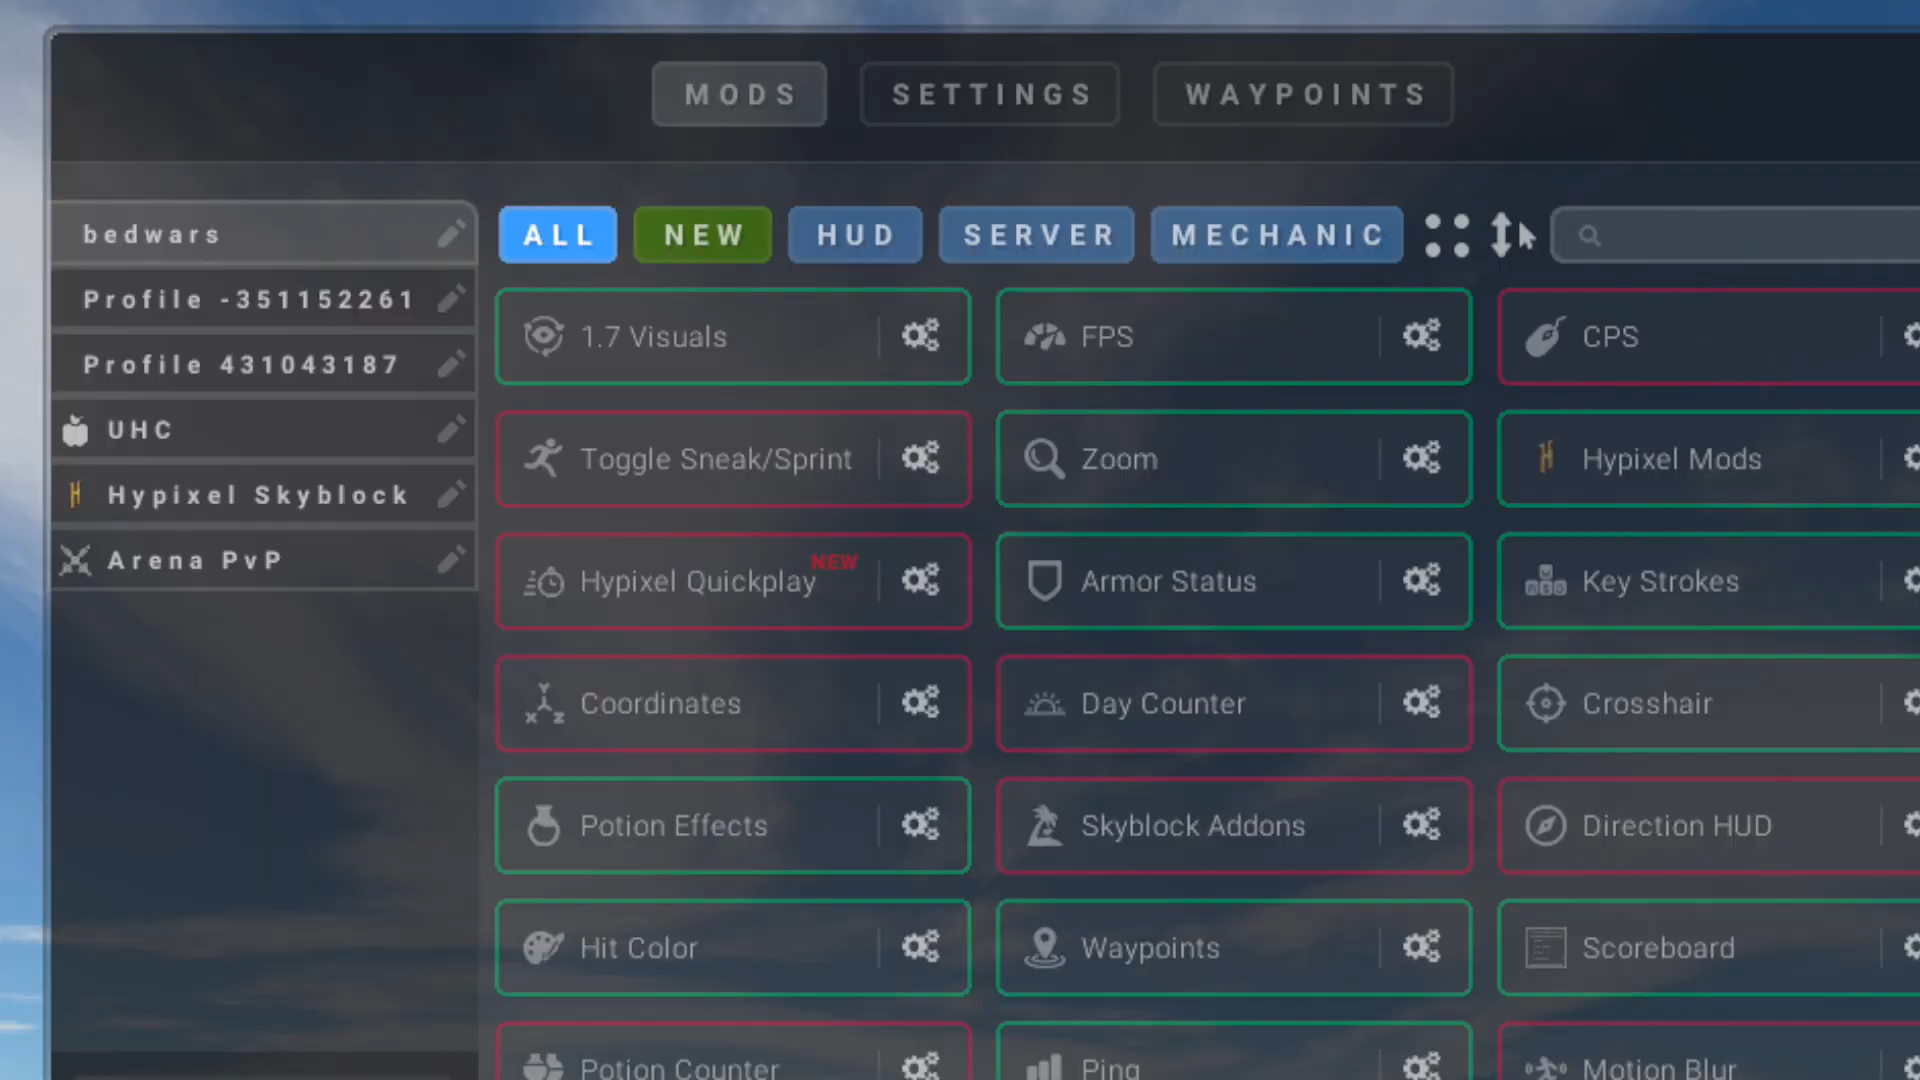 MODS
SETTINGS
WAYPOINTS
bedwars
Profile -351152261
Profile 431043187
UHC
Hypixel Skyblock
Arena PvP
ALL
NEW
HUD
SERVER
MECHANIC
1.7 Visuals
FPS
CPS
Toggle Sneak/Sprint
Zoom
Hypixel Mods
Hypixel Quickplay
NEW
Armor Status
Key Strokes
Coordinates
Day Counter
Crosshair
Potion Effects
Skyblock Addons
Direction HUD
Hit Color
Waypoints
Scoreboard
Potion Counter
Ping
Motion Blur